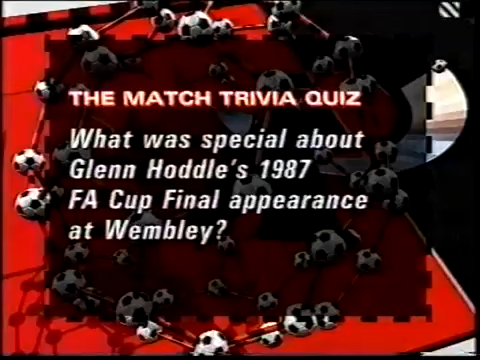 THE MATCH TRIVIA QUIZ
What was special about
Glenn Hoddle's 1987
FA Cup Final appearance
at Wembley?